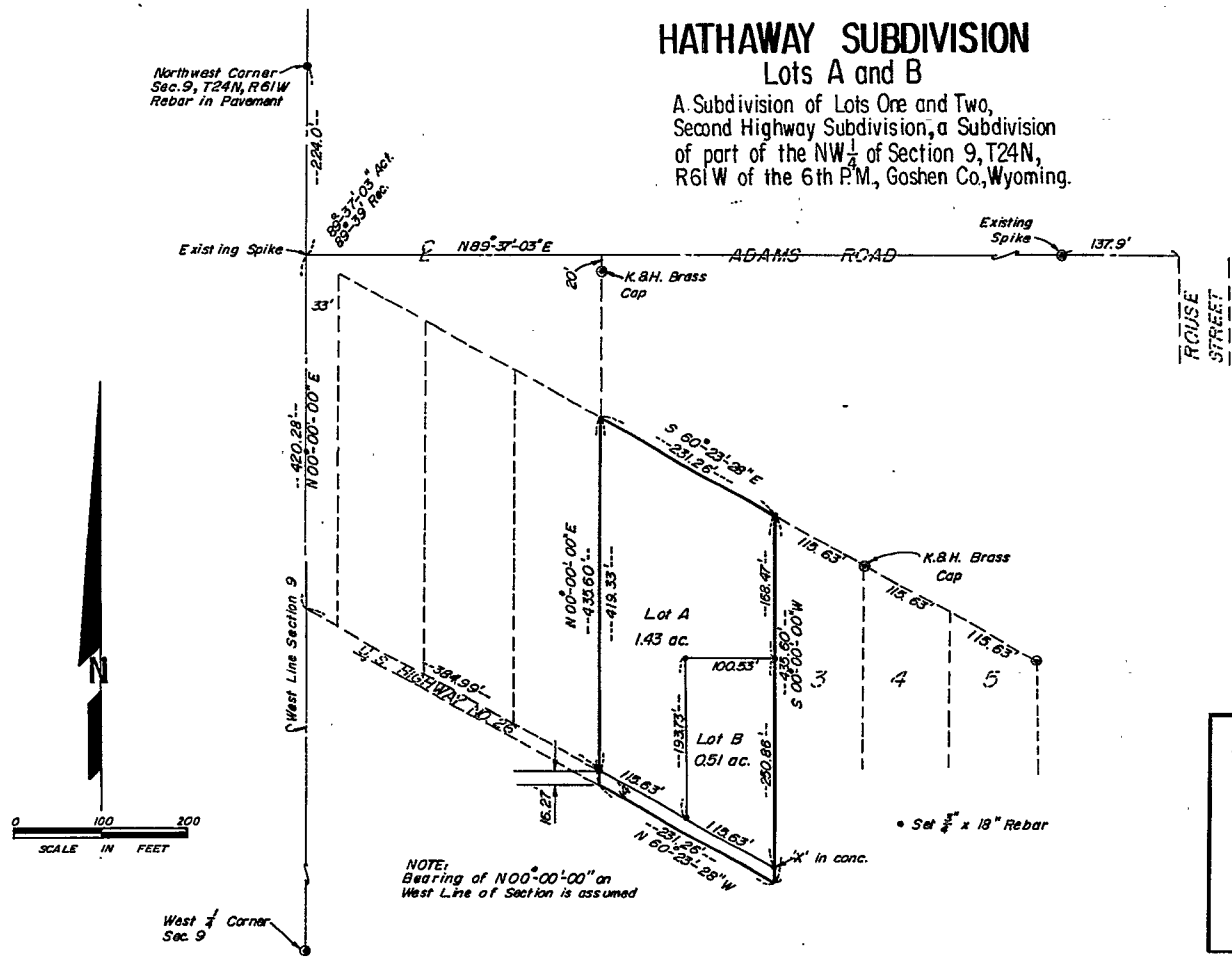 HATHAWAY SUBDIVISION
Lots A and B
A Subdivision of Lots One and Two,
Second Highway Subdivision, a Subdivision
of part of the NW 1/4 of Section 9, T24N,
R61W of the 6th P.M., Goshen Co., Wyoming.
Northwest Corner
Sec. 9, T24N, R61W
Rebar in Pavement
---224.0'---
89°-37'-03" Act.
89°-39' Rec.
Existing Spike
N89°-37'-03"E
ADAMS ROAD
Existing
Spike
137.9'
ROUSE
STREET
20'
K.&H. Brass
Cap
33'
---420.28'---
N00°-00'-00"E
S 60°-23'-28"E
---231.26'---
N00°-00'-00"E
---435.60'---
---419.33'---
---168.47'---
---435.60'---
S 00°-00'-00"W
115.63'
K.&H. Brass
Cap
115.63'
115.63'
Lot A
1.43 ac.
100.53'
3
4
5
West Line Section 9
---384.99'---
U.S. HIGHWAY NO. 26
---193.73'---
Lot B
0.51 ac.
---250.86'---
N
16.27'
115.63'
115.63'
---231.26'---
N 60°-23'-28"W
'X' in conc.
• Set 3/4" x 18" Rebar
0 100 200
SCALE IN FEET
NOTE:
Bearing of N00°-00'-00" on
West Line of Section is assumed
West 1/4 Corner
Sec. 9